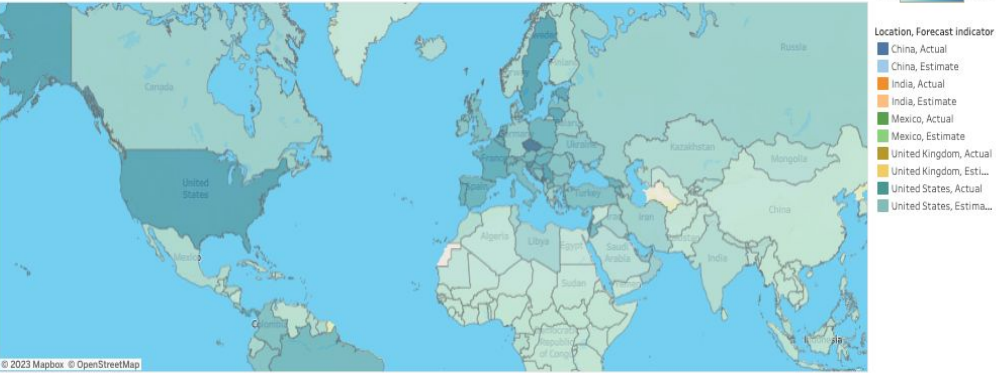 Russia
Canada
Ukraine
Kazakhstan
Mongolia
France
United
States
Spain
Turkey
China
Iran
Algeria
Libya
Egypt
Saudi
Arabia
India
Mexico
Sudan
Colombia
© 2023 Mapbox © OpenStreetMap
Location, Forecast indicator
China, Actual
China, Estimate
India, Actual
India, Estimate
Mexico, Actual
Mexico, Estimate
United Kingdom, Actual
United Kingdom, Esti...
United States, Actual
United States, Estima...